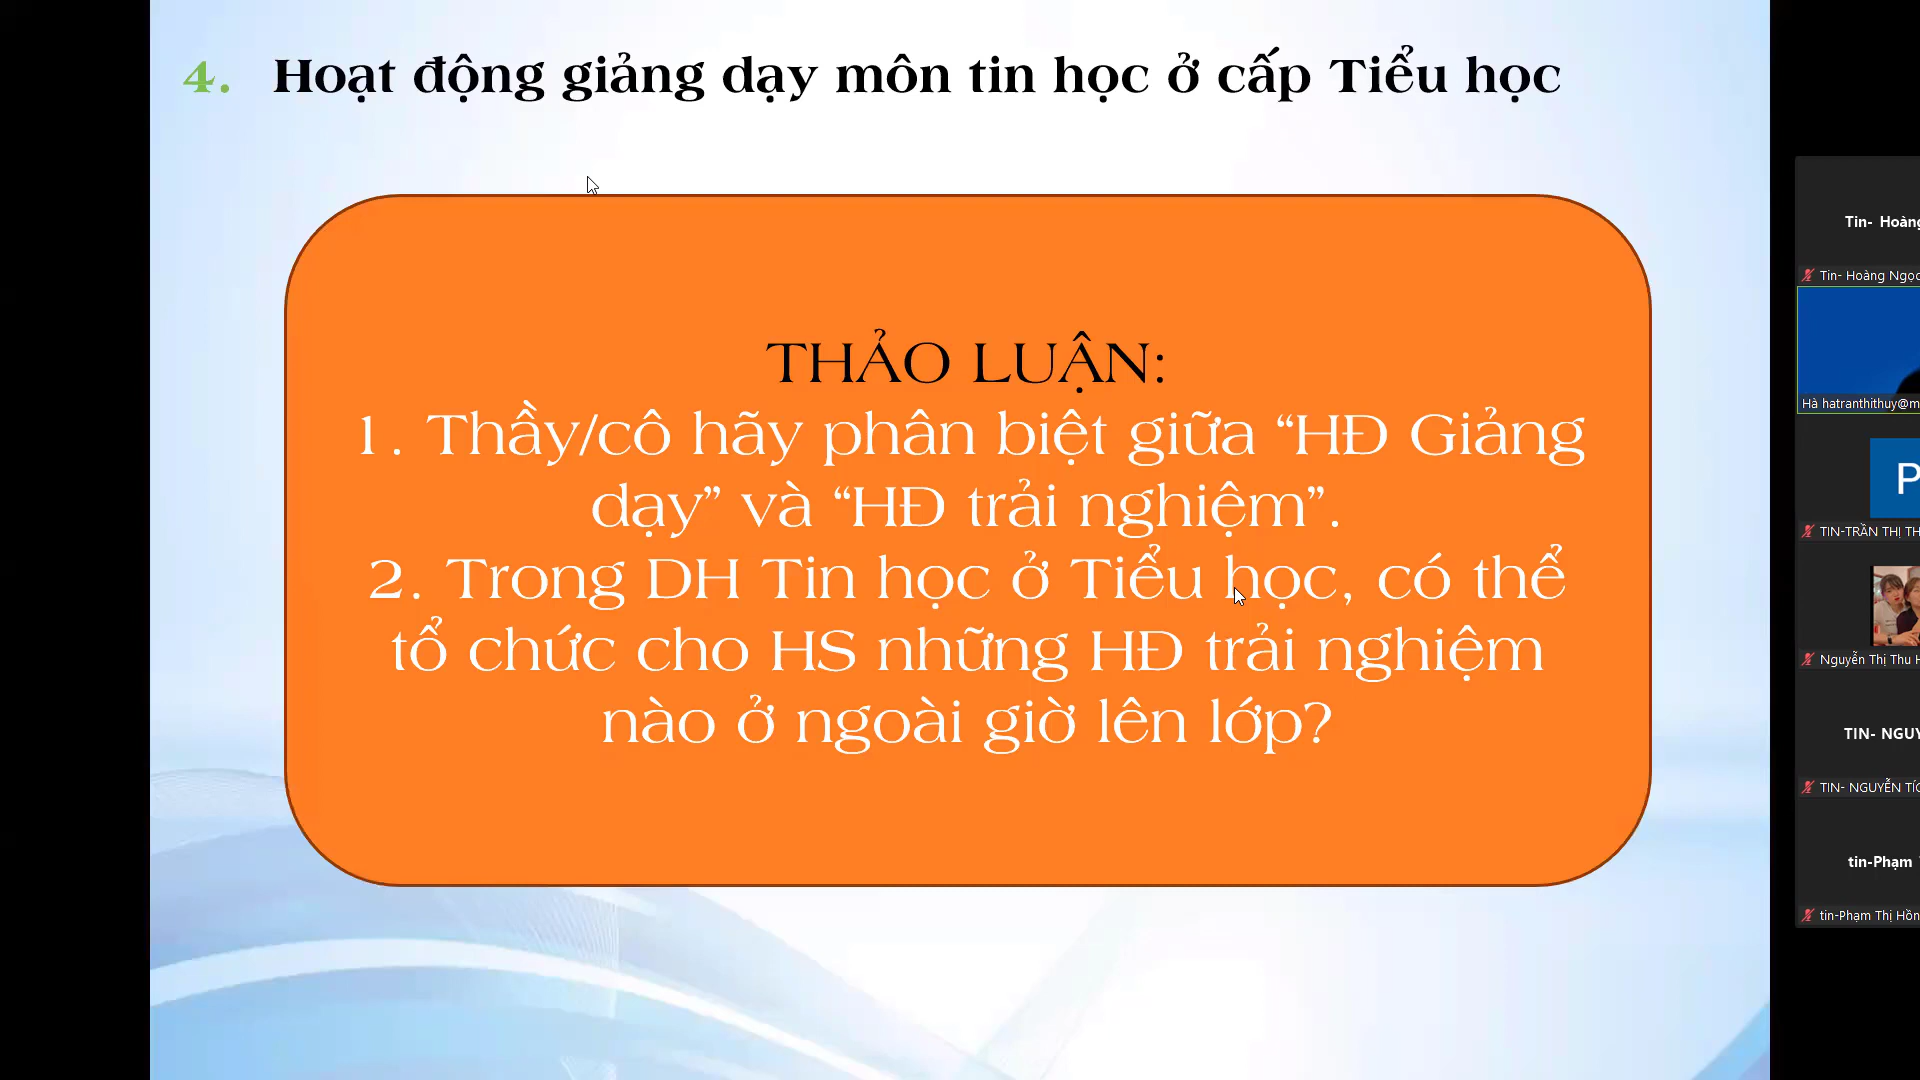 4. Hoạt động giảng dạy môn tin học ở cấp Tiểu học
THẢO LUẬN:
1. Thầy/cô hãy phân biệt giữa “HĐ Giảng
dạy” và “HĐ trải nghiệm”.
2. Trong DH Tin học ở Tiểu học, có thể
tổ chức cho HS những HĐ trải nghiệm
nào ở ngoài giờ lên lớp?
Tin- Hoàng
Tin- Hoàng Ngọc
Hà hatranthithuy@m
P
TIN-TRẦN THỊ TH
Nguyễn Thị Thu H
TIN- NGUY
TIN- NGUYỄN TÍC
tin-Phạm
tin-Phạm Thị Hồn